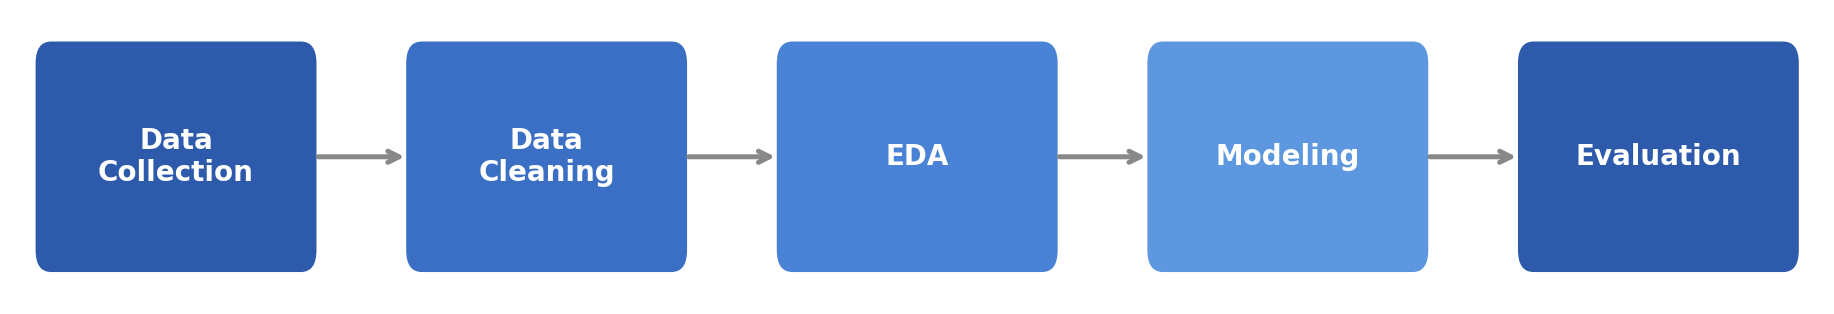 Data
Collection
Data
Cleaning
EDA
Modeling
Evaluation